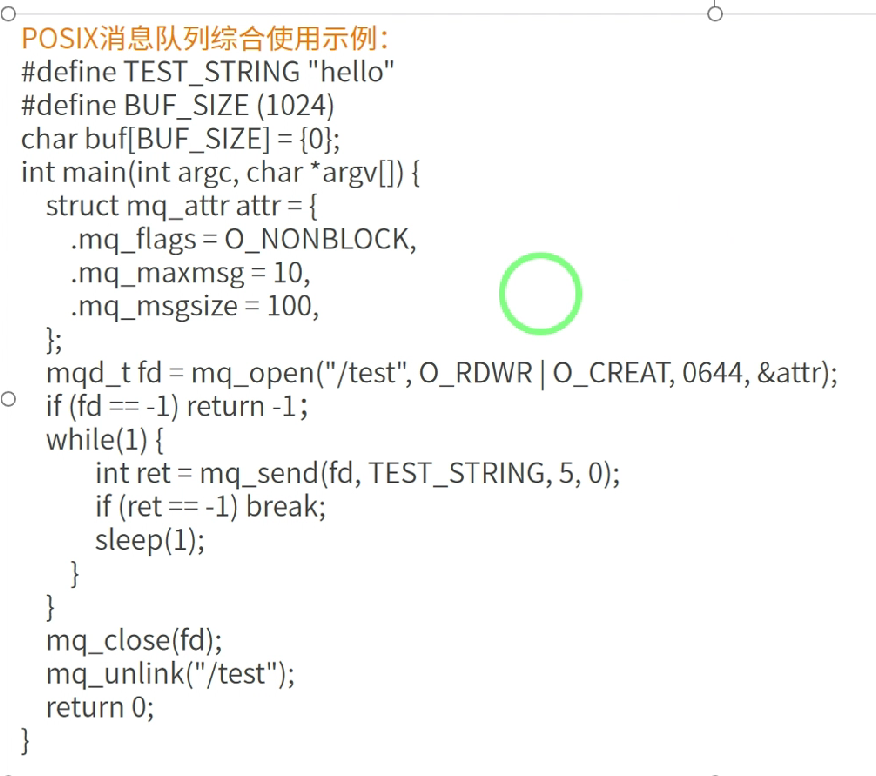 POSIX消息队列综合使用示例：
#define TEST_STRING "hello"
#define BUF_SIZE (1024)
char buf[BUF_SIZE] = {0};
int main(int argc, char *argv[]) {
struct mq_attr attr = {
.mq_flags = O_NONBLOCK,
.mq_maxmsg = 10,
.mq_msgsize = 100,
};
mqd_t fd = mq_open("/test", O_RDWR | O_CREAT, 0644, &attr);
if (fd == -1) return -1；
while(1) {
int ret = mq_send(fd, TEST_STRING, 5, 0);
if (ret == -1) break;
sleep(1);
}
}
mq_close(fd);
mq_unlink("/test");
return 0;
}